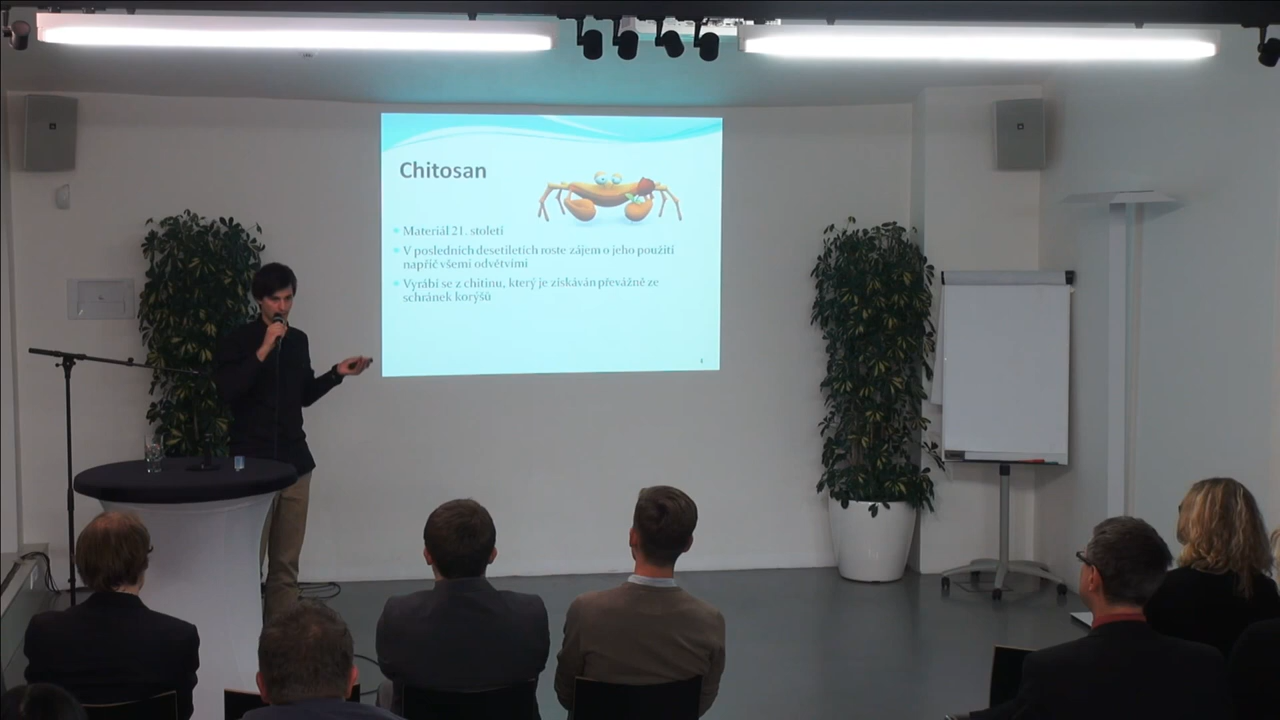 Chitosan
Materiál 21. století
V posledních desetiletích roste zájem o jeho použití
napříč všemi odvětvími
Vyrábí se z chitinu, který je získáván převážně ze
schránek korýšů